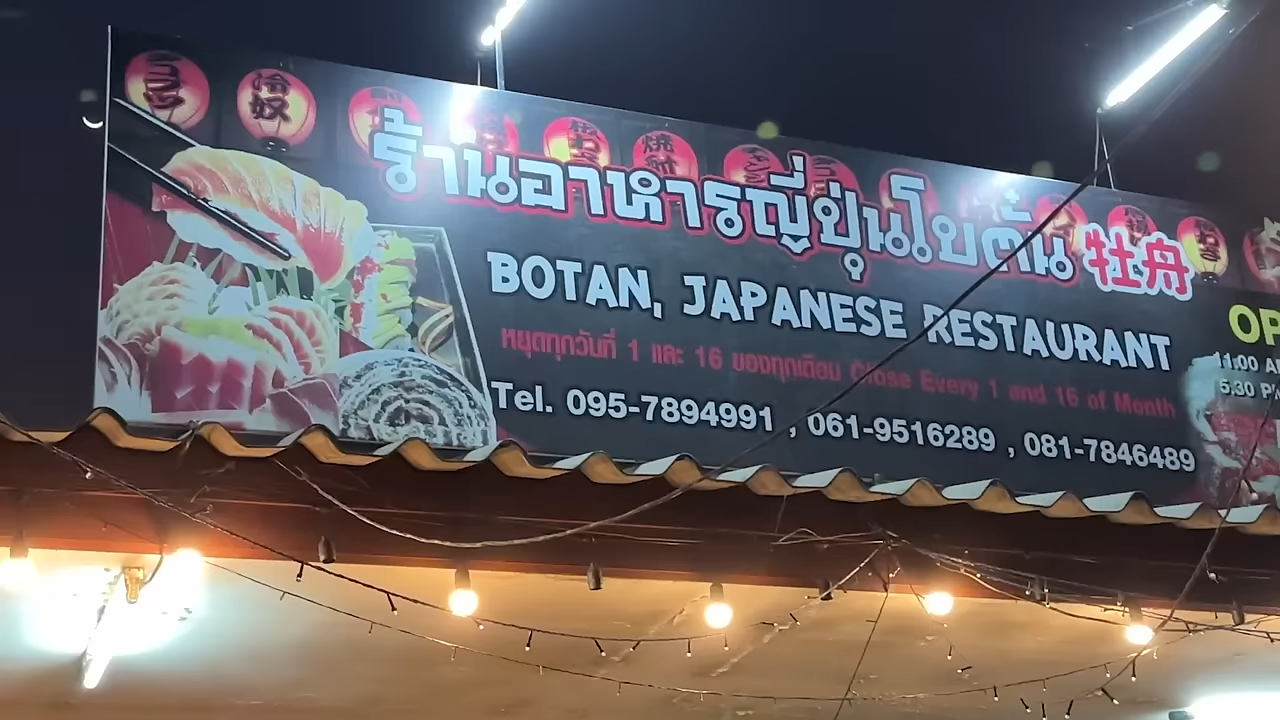 冷奴
ร้านอาหารญี่ปุ่นโบตั๋น 牡丹
BOTAN, JAPANESE RESTAURANT
หยุดทุกวันที่ 1 และ 16 ของทุกเดือน Close Every 1 and 16 of Month
Tel. 095-7894991 , 061-9516289 , 081-7846489
OP
11.00 A
5.30 P